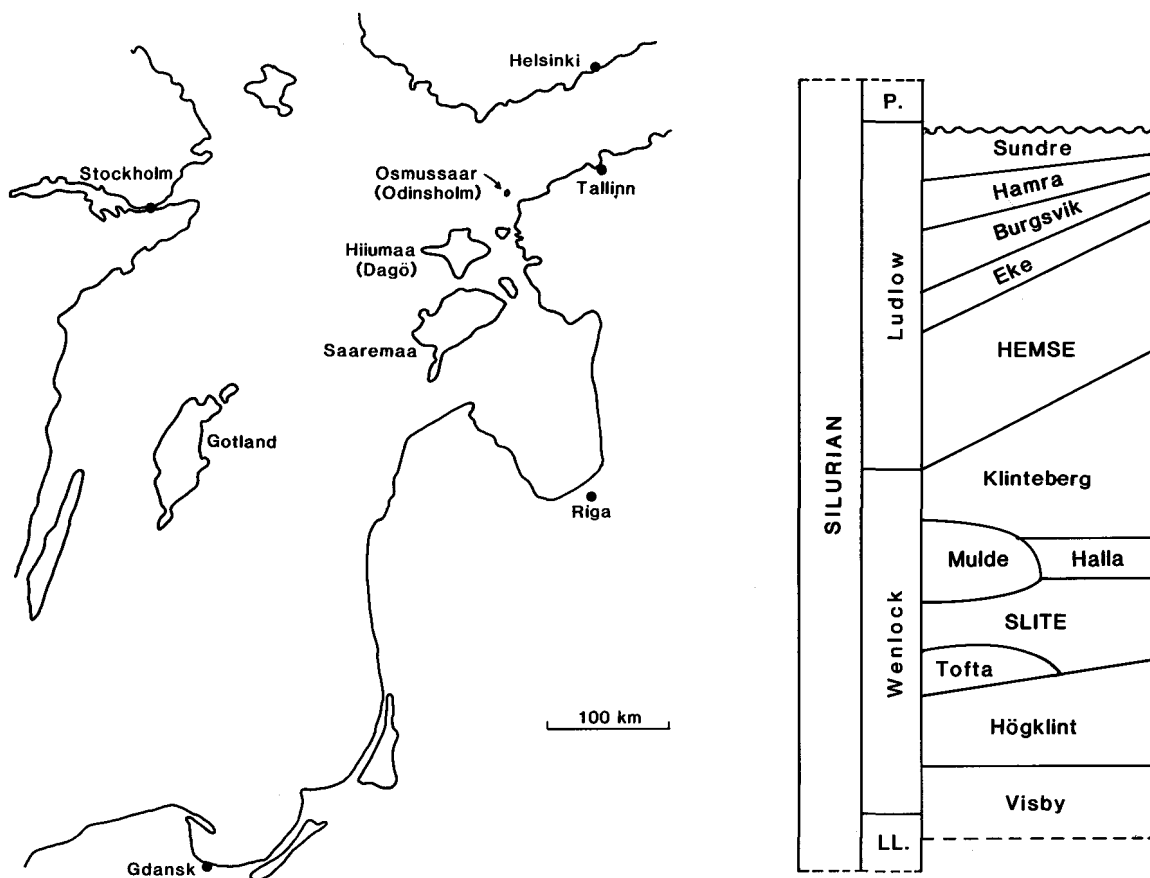 Helsinki
Stockholm
Osmussaar
(Odinsholm)
Tallinn
Hiiumaa
(Dagö)
Saaremaa
Gotland
Riga
100 km
Gdansk
SILURIAN
P.
Ludlow
Wenlock
LL.
Sundre
Hamra
Burgsvik
Eke
HEMSE
Klinteberg
Mulde
Halla
SLITE
Tofta
Högklint
Visby